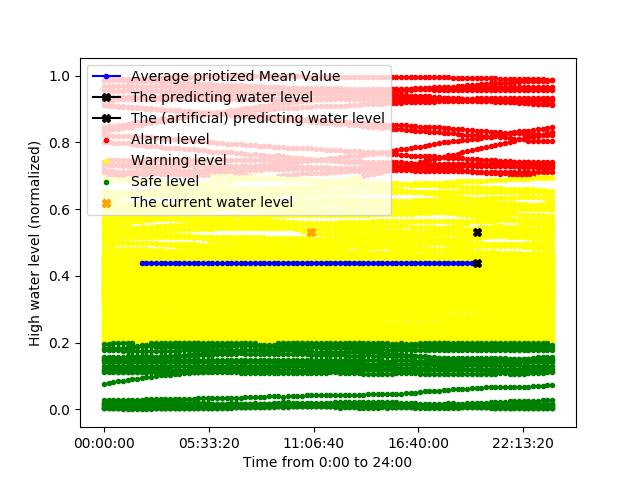 1.0
0.8
0.6
0.4
0.2
0.0
High water level (normalized)
Average priotized Mean Value
The predicting water level
The (artificial) predicting water level
Alarm level
Warning level
Safe level
The current water level
00:00:00 05:33:20 11:06:40 16:40:00 22:13:20
Time from 0:00 to 24:00